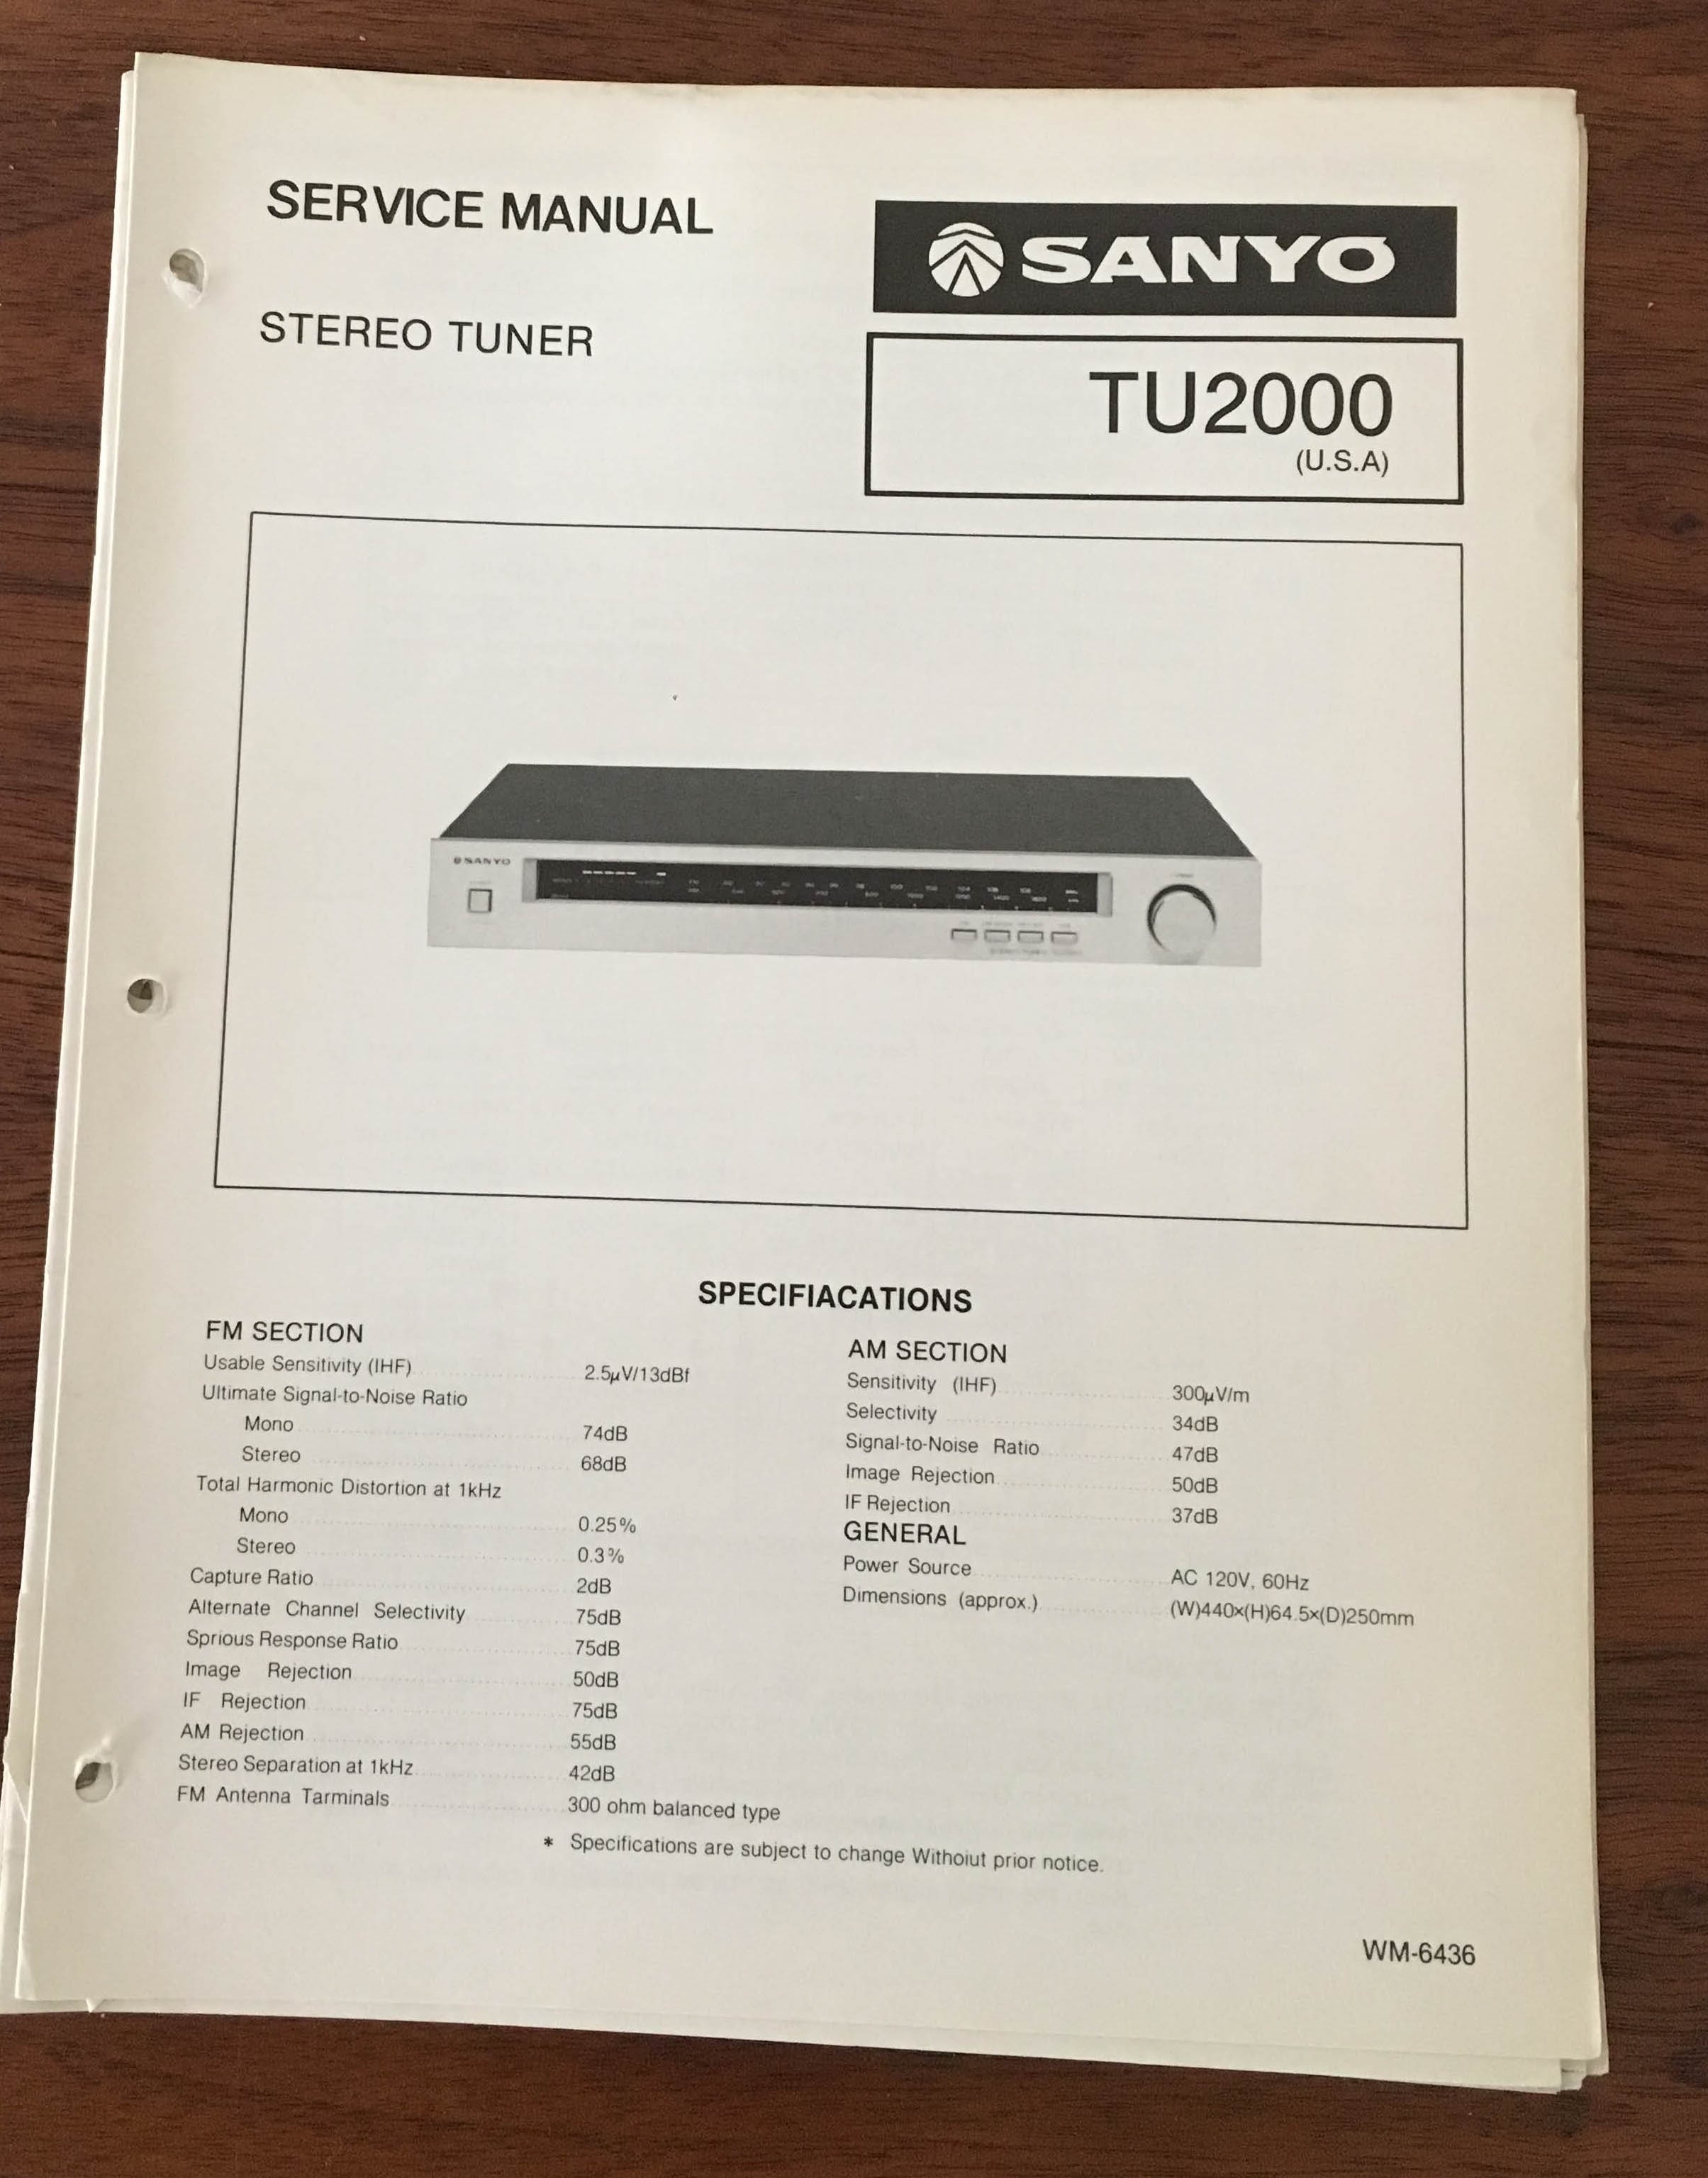 SERVICE MANUAL
SANYO
STEREO TUNER
TU2000
(U.S.A)
SANYO
SPECIFIACATIONS
FM SECTION
Usable Sensitivity (IHF) 2.5μV/13dBf
Ultimate Signal-to-Noise Ratio
Mono 74dB
Stereo 68dB
Total Harmonic Distortion at 1kHz
Mono 0.25%
Stereo 0.3%
Capture Ratio 2dB
Alternate Channel Selectivity 75dB
Sprious Response Ratio 75dB
Image Rejection 50dB
IF Rejection 75dB
AM Rejection 55dB
Stereo Separation at 1kHz 42dB
FM Antenna Tarminals 300 ohm balanced type
AM SECTION
Sensitivity (IHF) 300μV/m
Selectivity 34dB
Signal-to-Noise Ratio 47dB
Image Rejection 50dB
IF Rejection 37dB
GENERAL
Power Source AC 120V, 60Hz
Dimensions (approx.) (W)440×(H)64.5×(D)250mm
* Specifications are subject to change Withoiut prior notice.
WM-6436